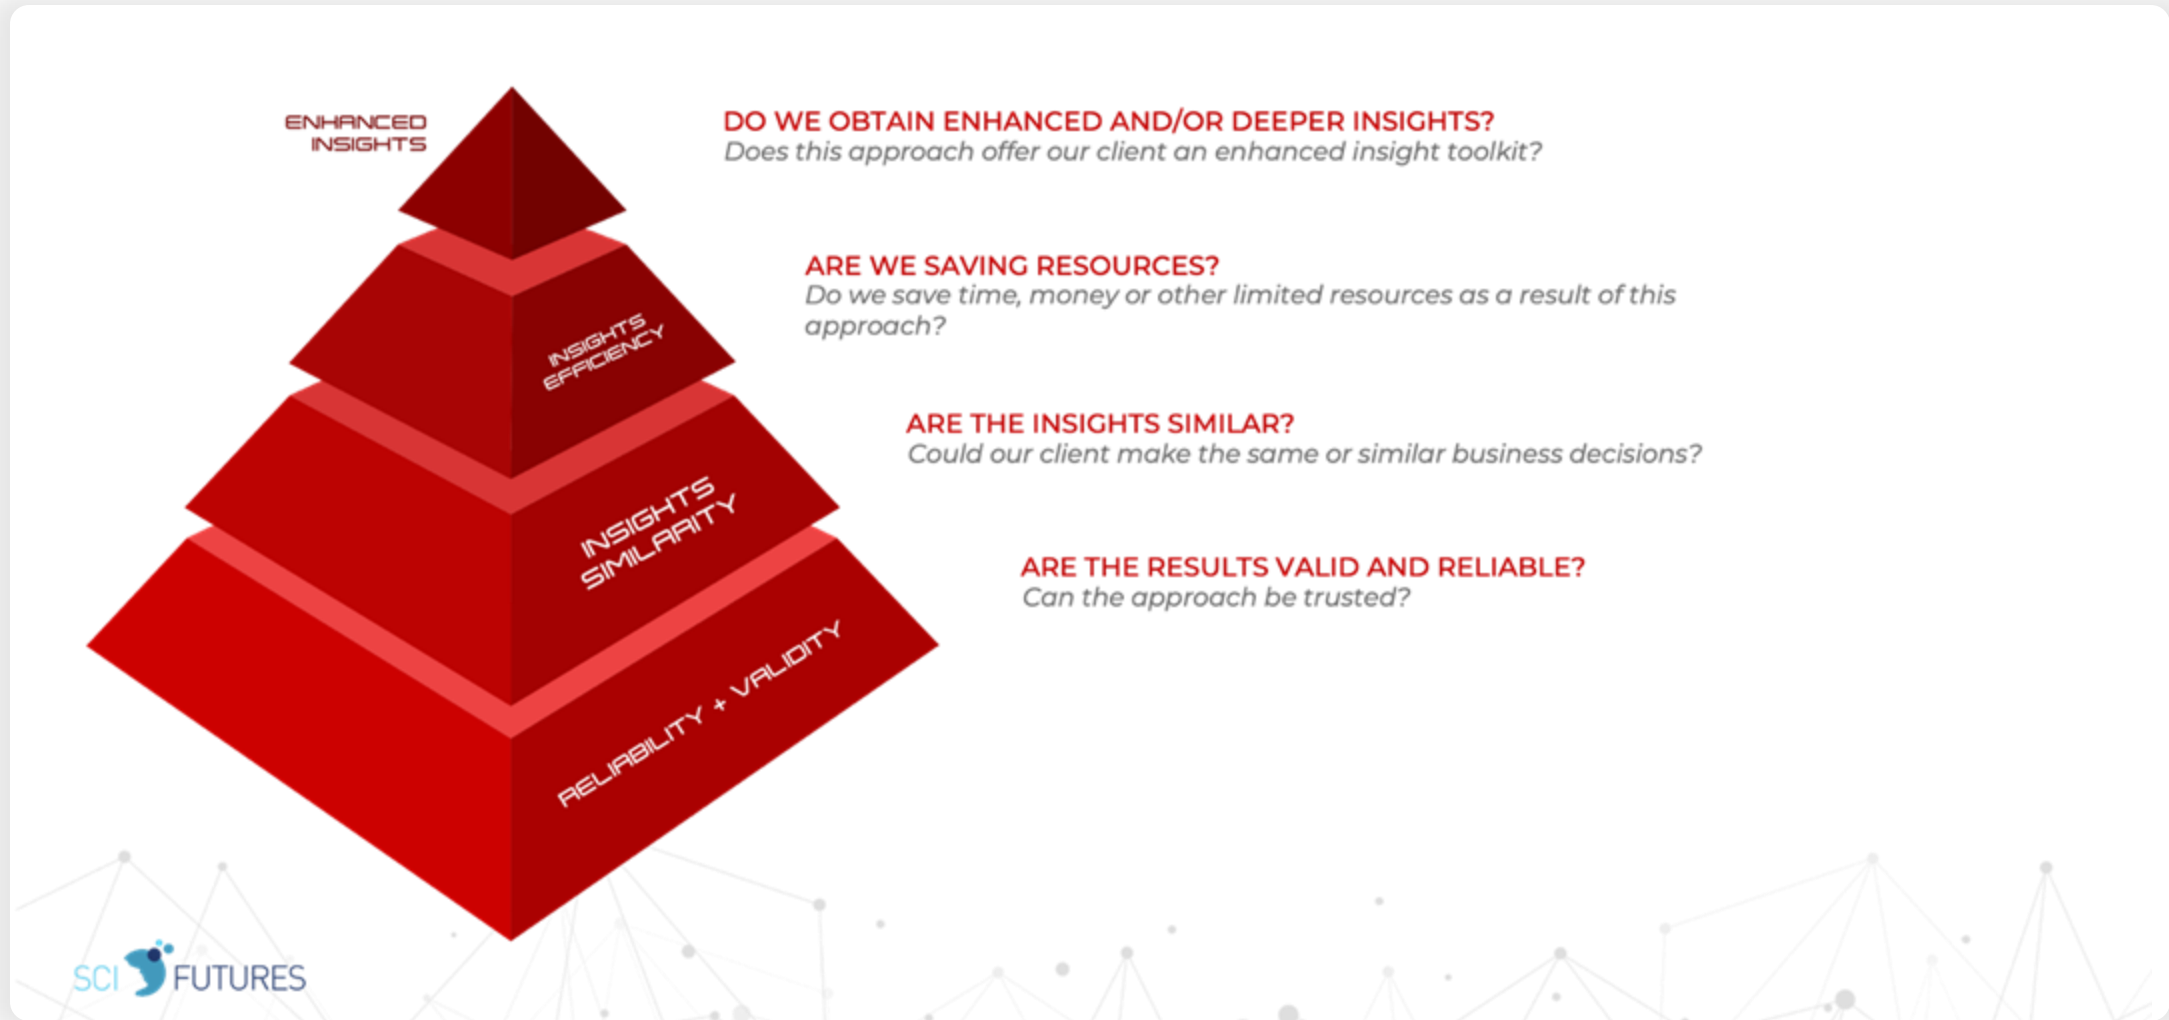 ENHANCED
INSIGHTS
DO WE OBTAIN ENHANCED AND/OR DEEPER INSIGHTS?
Does this approach offer our client an enhanced insight toolkit?
INSIGHTS
EFFICIENCY
ARE WE SAVING RESOURCES?
Do we save time, money or other limited resources as a result of this
approach?
INSIGHTS
SIMILARITY
ARE THE INSIGHTS SIMILAR?
Could our client make the same or similar business decisions?
RELIABILITY + VALIDITY
ARE THE RESULTS VALID AND RELIABLE?
Can the approach be trusted?
SCI FUTURES